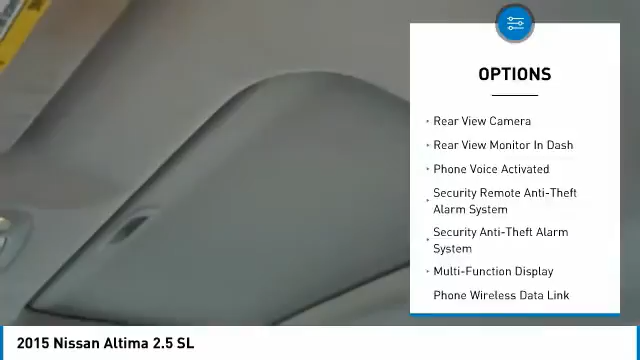 OPTIONS
Rear View Camera
Rear View Monitor In Dash
Phone Voice Activated
Security Remote Anti-Theft
Alarm System
Security Anti-Theft Alarm
System
Multi-Function Display
Phone Wireless Data Link
2015 Nissan Altima 2.5 SL